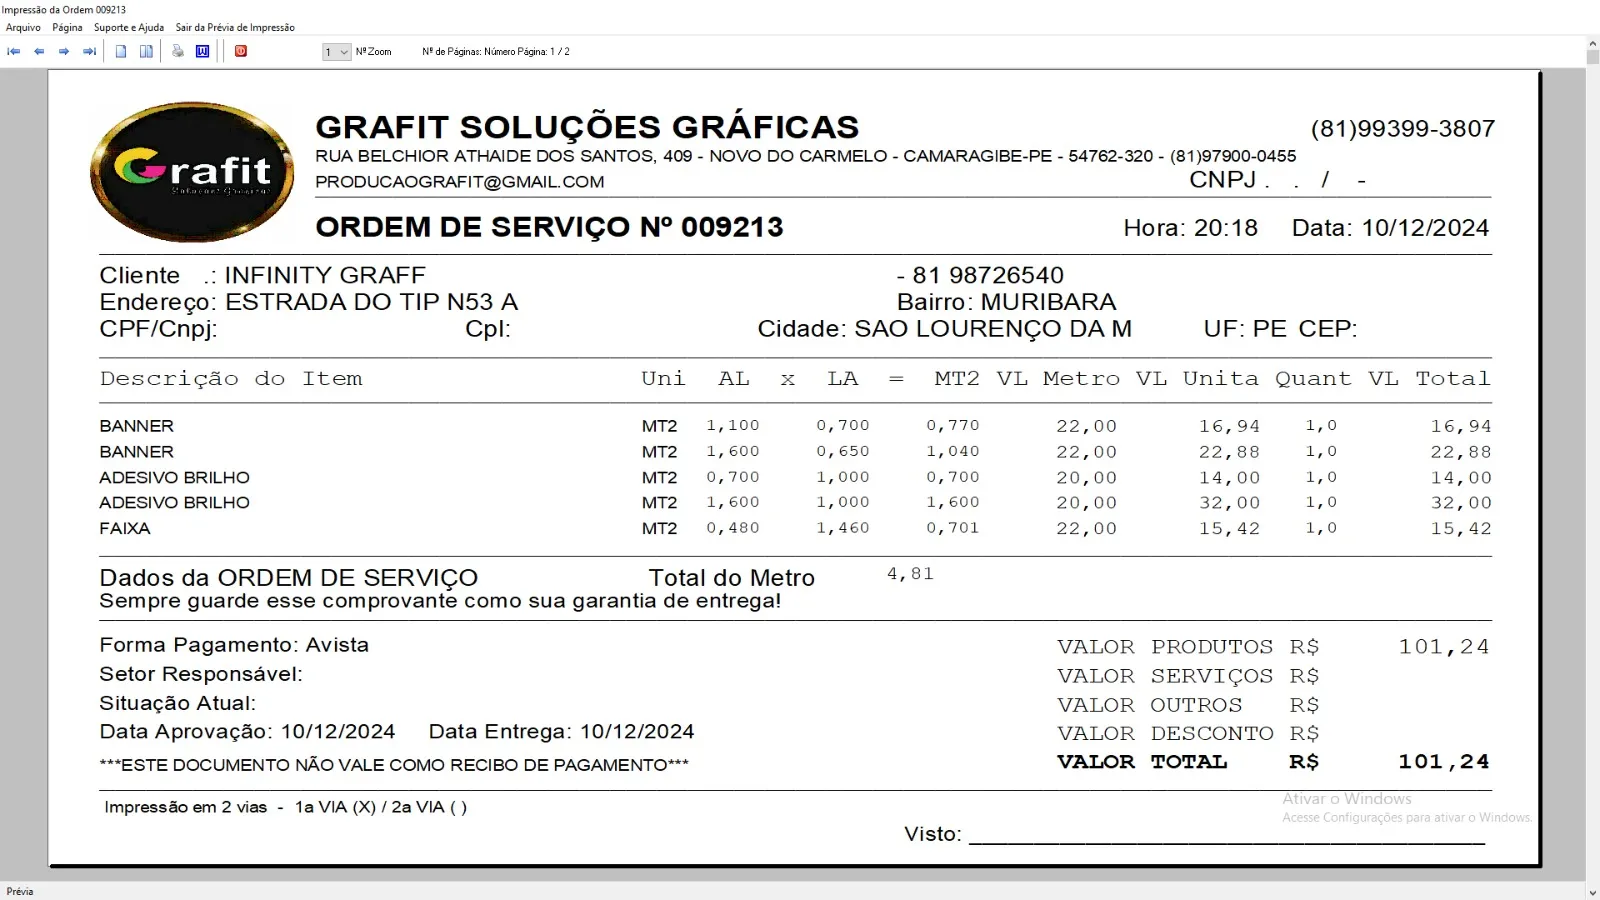 Impressão da Ordem 009213
Arquivo Página Suporte e Ajuda Sair da Prévia de Impressão
1 Nº Zoom Nº de Páginas: Número Página: 1 / 2
Grafit
Soluções Gráficas
GRAFIT SOLUÇÕES GRÁFICAS (81)99399-3807
RUA BELCHIOR ATHAIDE DOS SANTOS, 409 - NOVO DO CARMELO - CAMARAGIBE-PE - 54762-320 - (81)97900-0455
PRODUCAOGRAFIT@GMAIL.COM CNPJ . . / -
ORDEM DE SERVIÇO Nº 009213 Hora: 20:18 Data: 10/12/2024
Cliente .: INFINITY GRAFF - 81 98726540
Endereço: ESTRADA DO TIP N53 A Bairro: MURIBARA
CPF/Cnpj: Cpl: Cidade: SAO LOURENÇO DA M UF: PE CEP:
Descrição do Item Uni AL x LA = MT2 VL Metro VL Unita Quant VL Total
BANNER MT2 1,100 0,700 0,770 22,00 16,94 1,0 16,94
BANNER MT2 1,600 0,650 1,040 22,00 22,88 1,0 22,88
ADESIVO BRILHO MT2 0,700 1,000 0,700 20,00 14,00 1,0 14,00
ADESIVO BRILHO MT2 1,600 1,000 1,600 20,00 32,00 1,0 32,00
FAIXA MT2 0,480 1,460 0,701 22,00 15,42 1,0 15,42
Dados da ORDEM DE SERVIÇO Total do Metro 4,81
Sempre guarde esse comprovante como sua garantia de entrega!
Forma Pagamento: Avista VALOR PRODUTOS R$ 101,24
Setor Responsável: VALOR SERVIÇOS R$
Situação Atual: VALOR OUTROS R$
Data Aprovação: 10/12/2024 Data Entrega: 10/12/2024 VALOR DESCONTO R$
***ESTE DOCUMENTO NÃO VALE COMO RECIBO DE PAGAMENTO*** VALOR TOTAL R$ 101,24
Impressão em 2 vias - 1a VIA (X) / 2a VIA ( )
Ativar o Windows
Acesse Configurações para ativar o Windows.
Visto:
Prévia